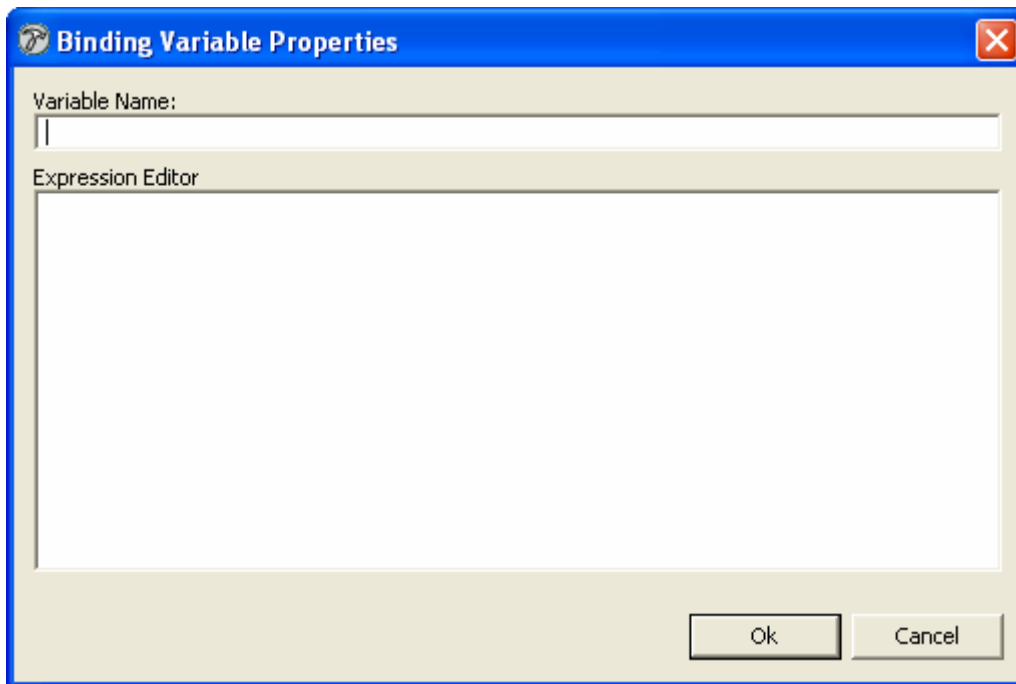 Binding Variable Properties
Variable Name:
Expression Editor
Ok Cancel